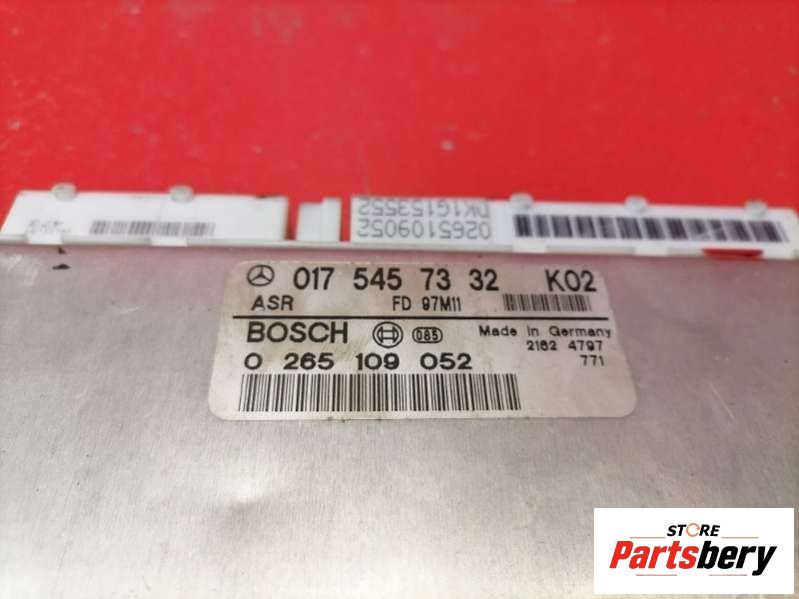 0265109052
DK1G1535552
017 545 73 32 K02
ASR FD 97M11
BOSCH 085 Made in Germany
2162 4797
0 265 109 052 771
STORE
Partsbery